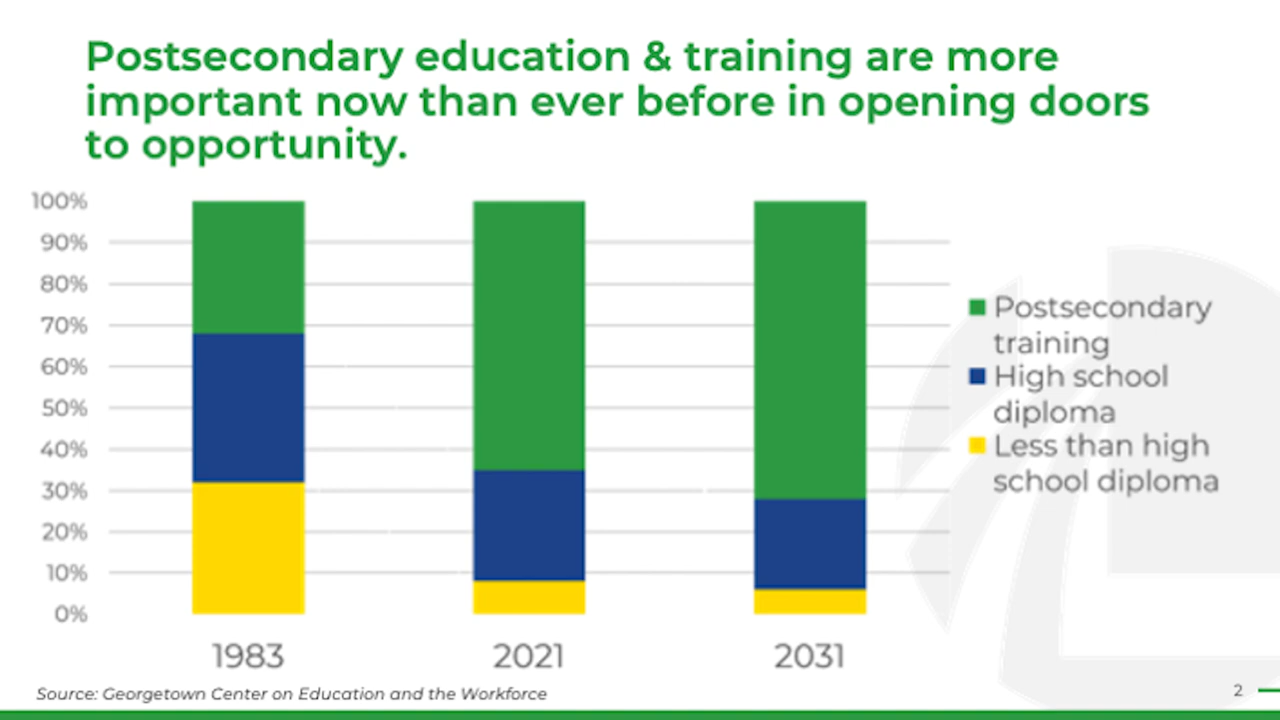 Postsecondary education & training are more
important now than ever before in opening doors
to opportunity.
100%
90%
80%
70%
60%
50%
40%
30%
20%
10%
0%
1983
2021
2031
Postsecondary
training
High school
diploma
Less than high
school diploma
Source: Georgetown Center on Education and the Workforce
2